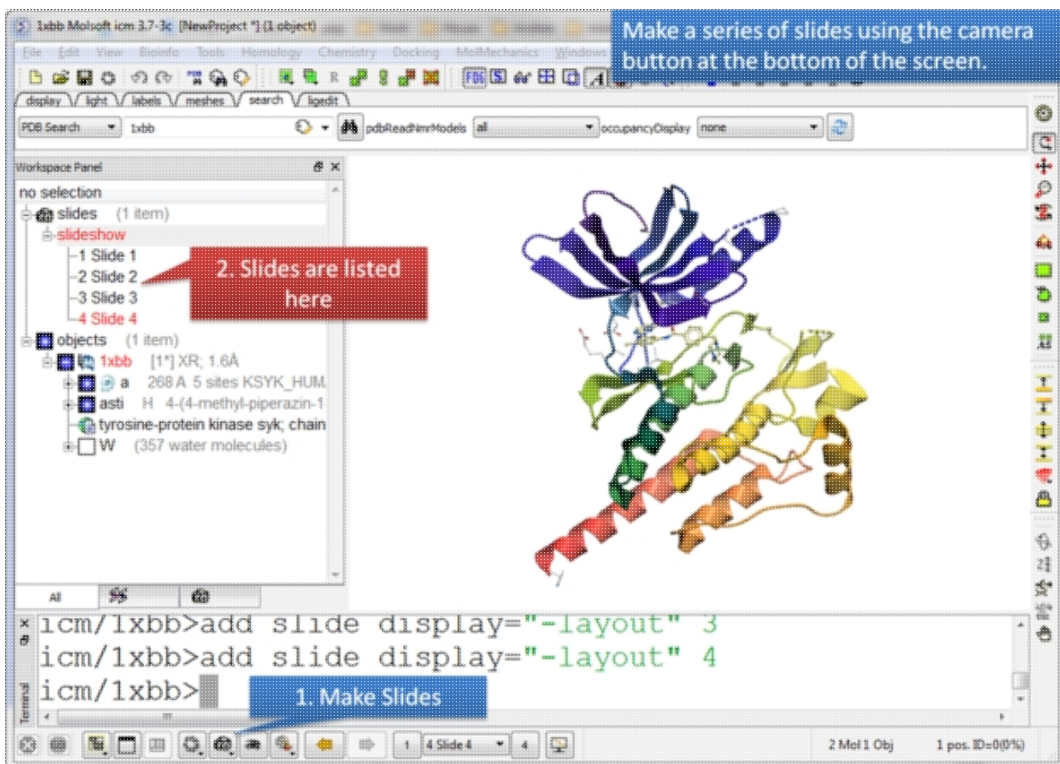 1xbb Molsoft icm 3.7-3c [NewProject *] (1 object)
Make a series of slides using the camera
button at the bottom of the screen.
File Edit View Bioinfo Tools Homology Chemistry Docking MolMechanics Windows
display light labels meshes search ligedit
PDB Search 1xbb pdbReadNmrModels all occupancyDisplay none
Workspace Panel
no selection
slides (1 item)
slideshow
1 Slide 1
2 Slide 2
3 Slide 3
4 Slide 4
2. Slides are listed
here
objects (1 item)
1xbb [1*] XR; 1.6Å
a 268 A 5 sites KSYK_HUM
asti H 4-(4-methyl-piperazin-1
tyrosine-protein kinase syk; chain
W (357 water molecules)
All
icm/1xbb>add slide display="-layout" 3
icm/1xbb>add slide display="-layout" 4
icm/1xbb>
Terminal
1. Make Slides
1 4 Slide 4 4 2 Mol 1 Obj 1 pos. ID=0(0%)